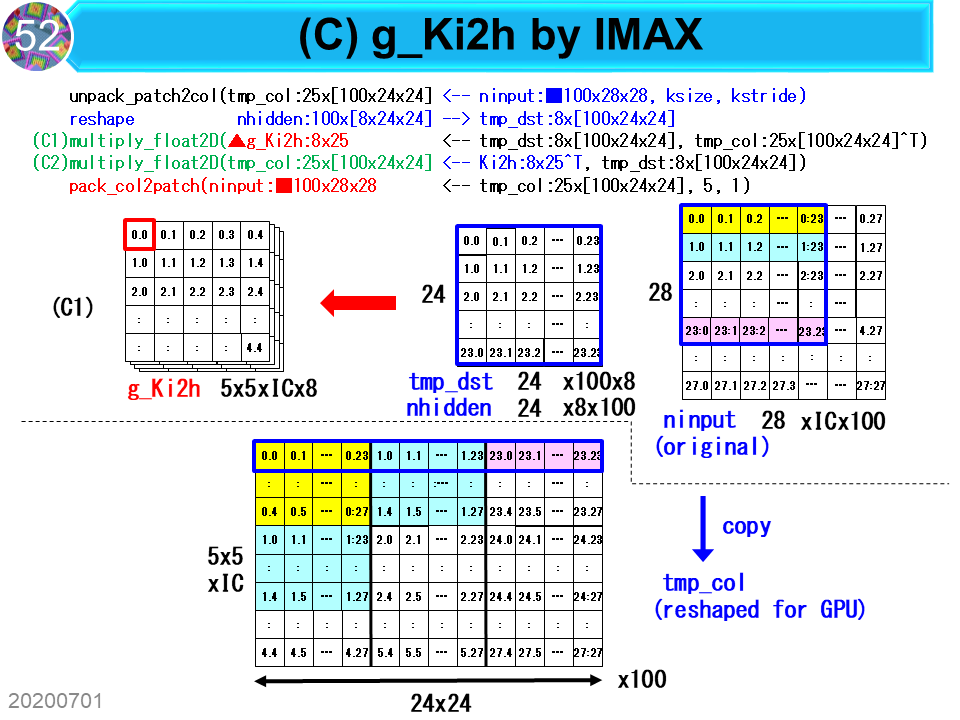 52
(C) g_Ki2h by IMAX
unpack_patch2col(tmp_col:25x[100x24x24] <-- ninput:■100x28x28, ksize, kstride)
reshape nhidden:100x[8x24x24] --> tmp_dst:8x[100x24x24]
(C1)multiply_float2D(▲g_Ki2h:8x25 <-- tmp_dst:8x[100x24x24], tmp_col:25x[100x24x24]^T)
(C2)multiply_float2D(tmp_col:25x[100x24x24] <-- Ki2h:8x25^T, tmp_dst:8x[100x24x24])
pack_col2patch(ninput:■100x28x28 <-- tmp_col:25x[100x24x24], 5, 1)
(C1)
0.0 0.1 0.2 0.3 0.4
1.0 1.1 1.2 1.3 1.4
2.0 2.1 2.2 2.3 2.4
: : : : :
: : : : 4.4
g_Ki2h 5x5xICx8
24
0.0 0.1 0.2 --- 0.23
1.0 1.1 1.2 --- 1.23
2.0 2.1 2.2 --- 2.23
: : : --- :
23.0 23.1 23.2 --- 23.23
tmp_dst 24 x100x8
nhidden 24 x8x100
28
0.0 0.1 0.2 --- 0:23 --- 0.27
1.0 1.1 1.2 --- 1:23 --- 1.27
2.0 2.1 2.2 --- 2:23 --- 2.27
: : : --- : ---
23:0 23:1 23:2 --- 23.23 --- 4.27
: : : : : : :
27.0 27.1 27.2 27.3 --- --- 27:27
ninput 28 xICx100
(original)
5x5
xIC
0.0 0.1 --- 0.23 1.0 1.1 --- 1.23 23.0 23.1 --- 23.23
: : --- : : : :--- : : : --- :
0.4 0.5 --- 0:27 1.4 1.5 --- 1.27 23.4 23.5 --- 23.27
1.0 1.1 --- 1:23 2.0 2.1 --- 2.23 24.0 24.1 --- 24.23
: : : : : : : : : : : :
1.4 1.5 --- 1.27 2.4 2.5 --- 2.27 24.4 24.5 --- 24:27
: : : : : : : : : : : :
4.4 4.5 --- 4.27 5.4 5.5 --- 5.27 27.4 27.5 --- 27:27
24x24
x100
copy
tmp_col
(reshaped for GPU)
20200701